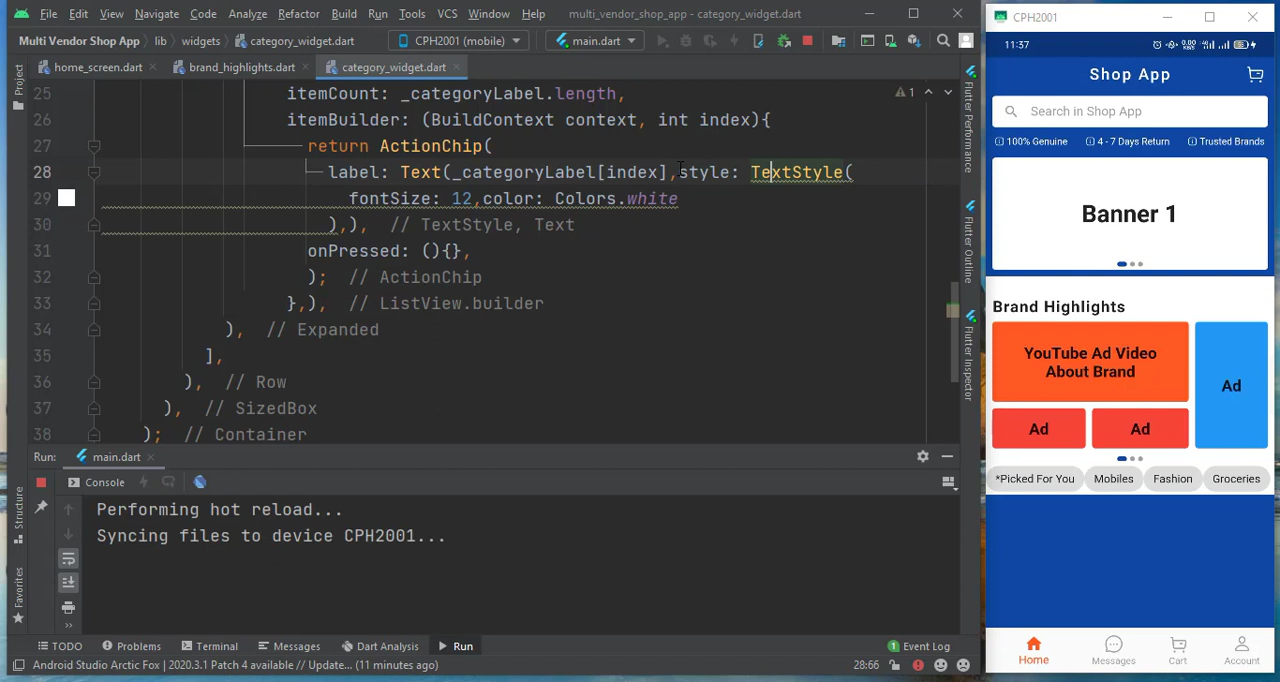 File Edit View Navigate Code Analyze Refactor Build Run Tools VCS Window Help multi_vendor_shop_app - category_widget.dart
Multi Vendor Shop App lib widgets category_widget.dart CPH2001 (mobile) main.dart
home_screen.dart brand_highlights.dart category_widget.dart
Project
25 itemCount: _categoryLabel.length, 1
26 itemBuilder: (BuildContext context, int index){
27 return ActionChip(
28 label: Text(_categoryLabel[index],style: TextStyle(
29 fontSize: 12,color: Colors.white
30 ),), // TextStyle, Text
31 onPressed: (){},
32 ); // ActionChip
33 },), // ListView.builder
34 ), // Expanded
35 ],
36 ), // Row
37 ), // SizedBox
38 ); // Container
Flutter Performance
Flutter Outline
Flutter Inspector
Run: main.dart
Console
Performing hot reload...
Syncing files to device CPH2001...
Structure
Favorites
TODO Problems Terminal Messages Dart Analysis Run 1 Event Log
Android Studio Arctic Fox | 2020.3.1 Patch 4 available // Update... (11 minutes ago) 28:66
CPH2001
11:37
Shop App
Search in Shop App
100% Genuine 4 - 7 Days Return Trusted Brands
Banner 1
Brand Highlights
YouTube Ad Video
About Brand
Ad
Ad Ad
*Picked For You Mobiles Fashion Groceries
Home Messages Cart Account